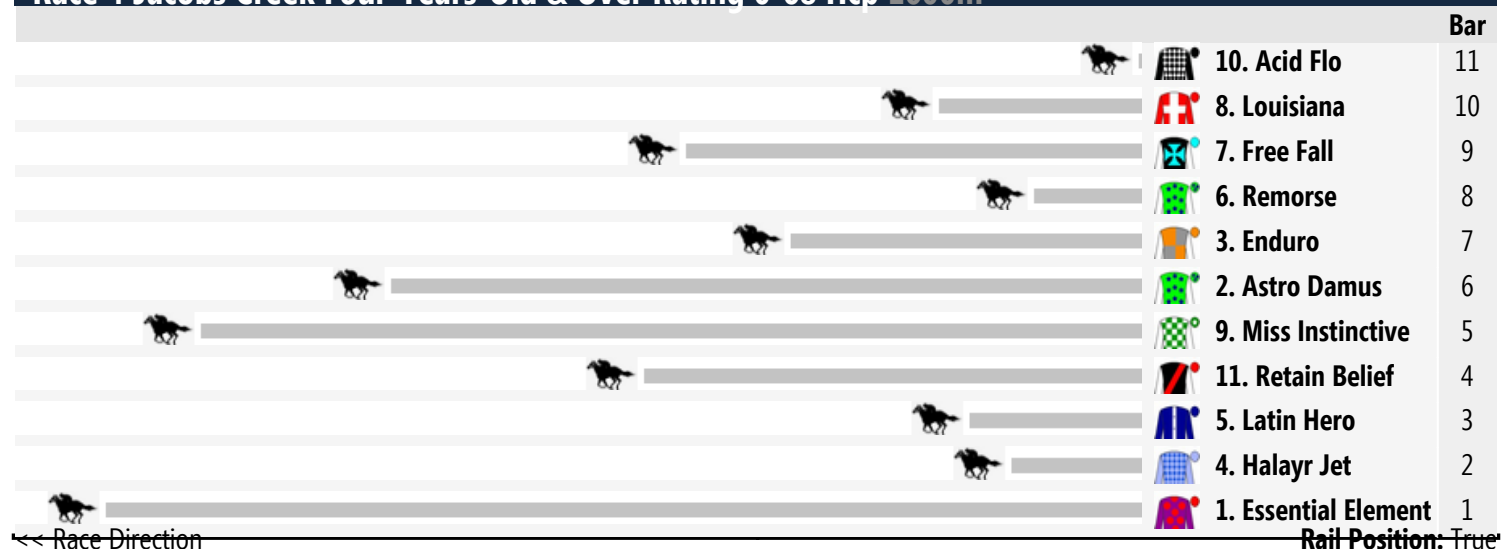 Bar
10. Acid Flo 11
8. Louisiana 10
7. Free Fall 9
6. Remorse 8
3. Enduro 7
2. Astro Damus 6
9. Miss Instinctive 5
11. Retain Belief 4
5. Latin Hero 3
4. Halayr Jet 2
1. Essential Element 1
<< Race Direction Rail Position: True